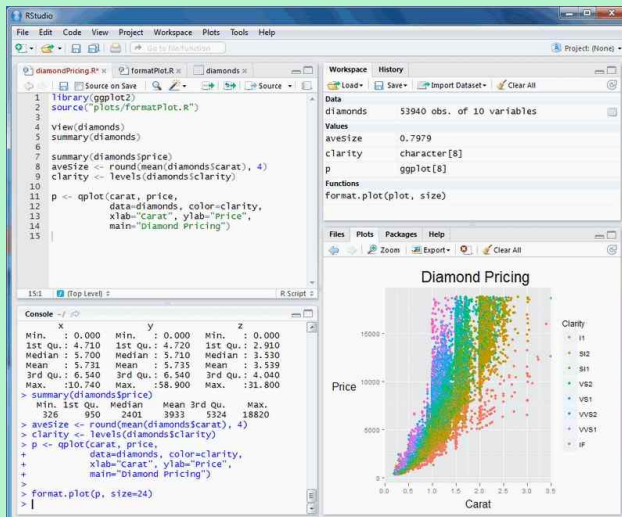 RStudio
File Edit Code View Project Workspace Plots Tools Help
Go to file/function
Project: (None)
diamondPricing.R* formatPlot.R diamonds
Source on Save
Source
1 library(ggplot2)
2 source("plots/formatPlot.R")
3
4 view(diamonds)
5 summary(diamonds)
6
7 summary(diamonds$price)
8 aveSize <- round(mean(diamonds$carat), 4)
9 clarity <- levels(diamonds$clarity)
10
11 p <- qplot(carat, price,
12 data=diamonds, color=clarity,
13 xlab="Carat", ylab="Price",
14 main="Diamond Pricing")
15
15:1 (Top Level) R Script
Console ~/
x y z
Min. : 0.000 Min. : 0.000 Min. : 0.000
1st Qu.: 4.710 1st Qu.: 4.720 1st Qu.: 2.910
Median : 5.700 Median : 5.710 Median : 3.530
Mean : 5.731 Mean : 5.735 Mean : 3.539
3rd Qu.: 6.540 3rd Qu.: 6.540 3rd Qu.: 4.040
Max. :10.740 Max. :58.900 Max. :31.800
> summary(diamonds$price)
Min. 1st Qu. Median Mean 3rd Qu. Max.
326 950 2401 3933 5324 18820
> aveSize <- round(mean(diamonds$carat), 4)
> clarity <- levels(diamonds$clarity)
> p <- qplot(carat, price,
+ data=diamonds, color=clarity,
+ xlab="Carat", ylab="Price",
+ main="Diamond Pricing")
>
> format.plot(p, size=24)
>
Workspace History
Load Save Import Dataset Clear All
Data
diamonds 53940 obs. of 10 variables
Values
aveSize 0.7979
clarity character[8]
p ggplot[8]
Functions
format.plot(plot, size)
Files Plots Packages Help
Zoom Export Clear All
Diamond Pricing
Price
15000
10000
5000
0
0.0 0.5 1.0 1.5 2.0 2.5 3.0 3.5
Carat
Clarity
I1
SI2
SI1
VS2
VS1
VVS2
VVS1
IF